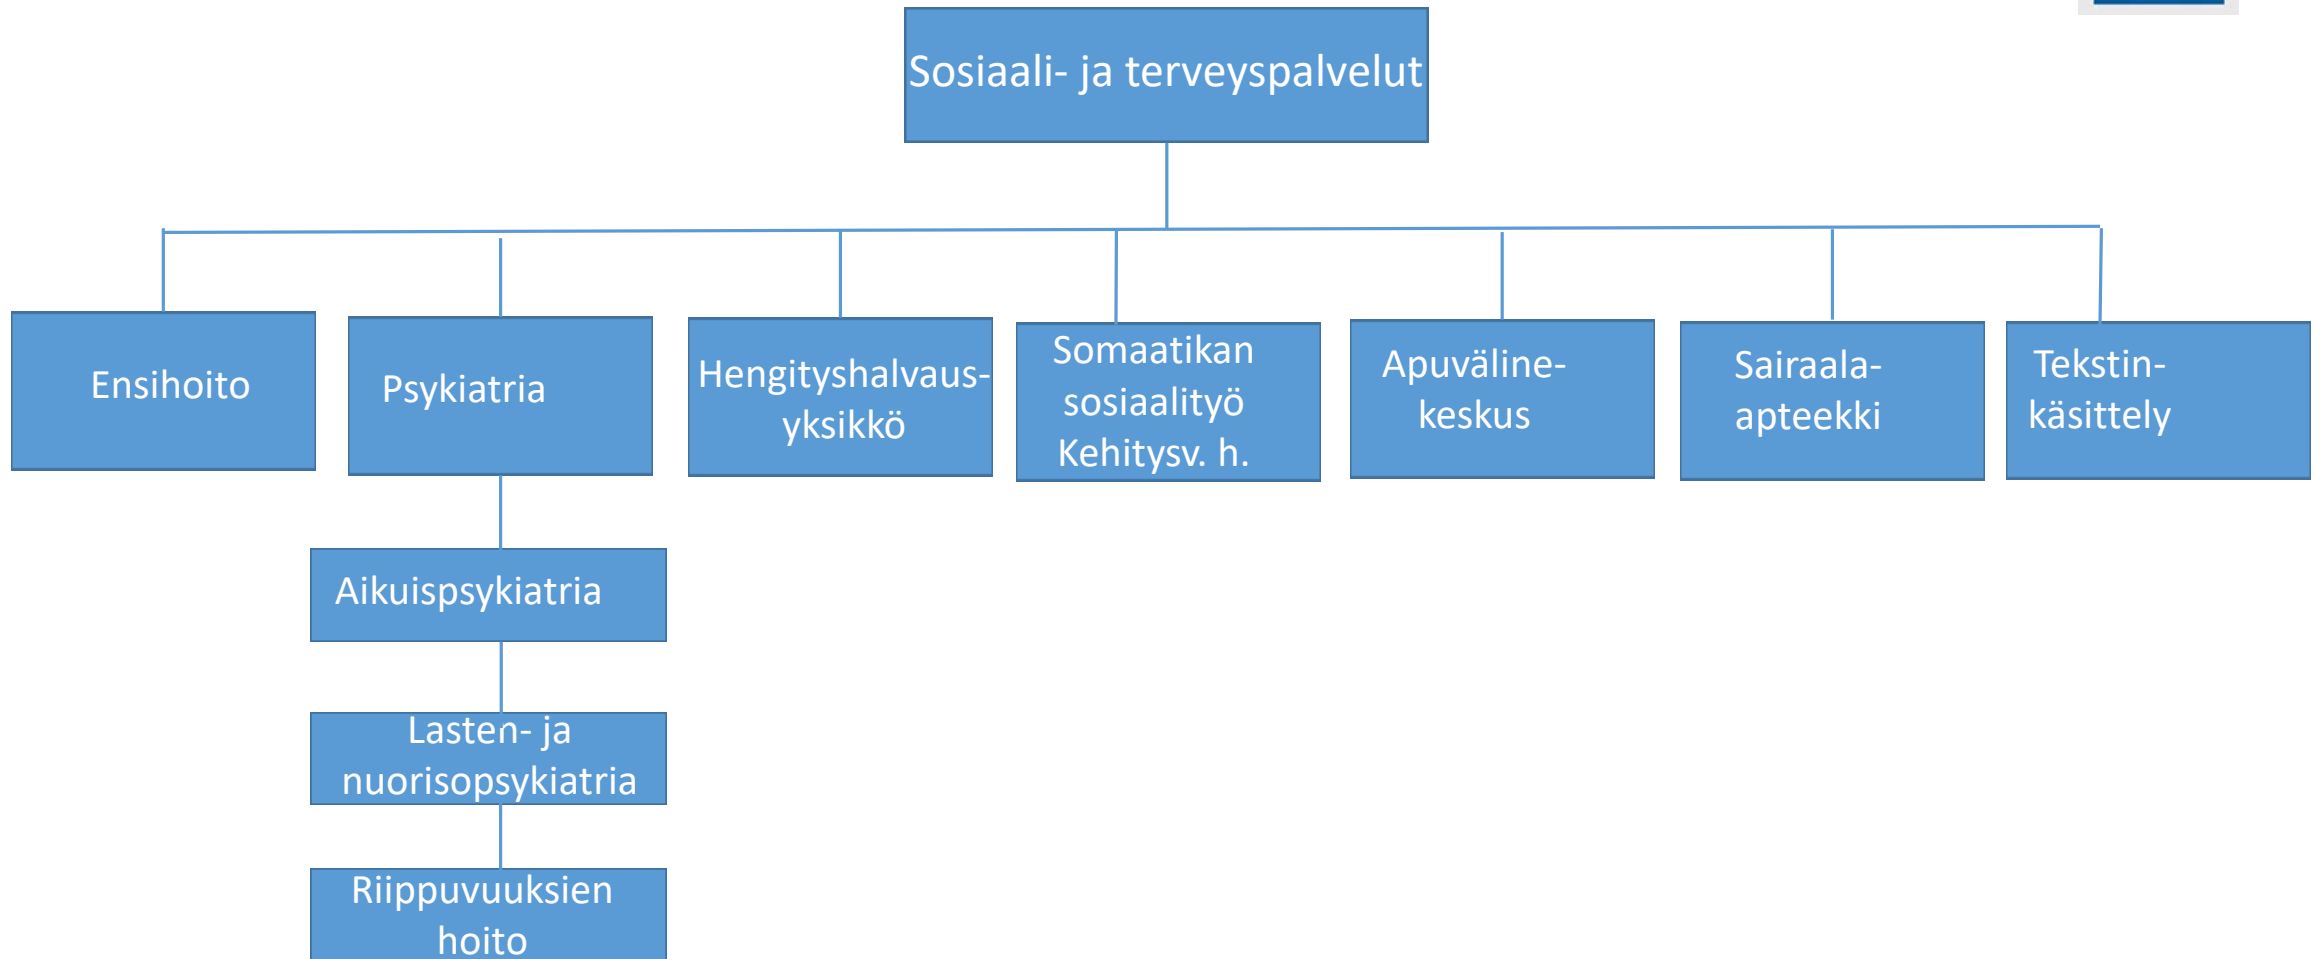 Sosiaali- ja terveyspalvelut
Ensihoito
Psykiatria
Hengityshalvaus-
yksikkö
Somaatikan
sosiaalityö
Kehitysv. h.
Apuväline-
keskus
Sairaala-
apteekki
Tekstin-
käsittely
Aikuispsykiatria
Lasten- ja
nuorisopsykiatria
Riippuvuuksien
hoito